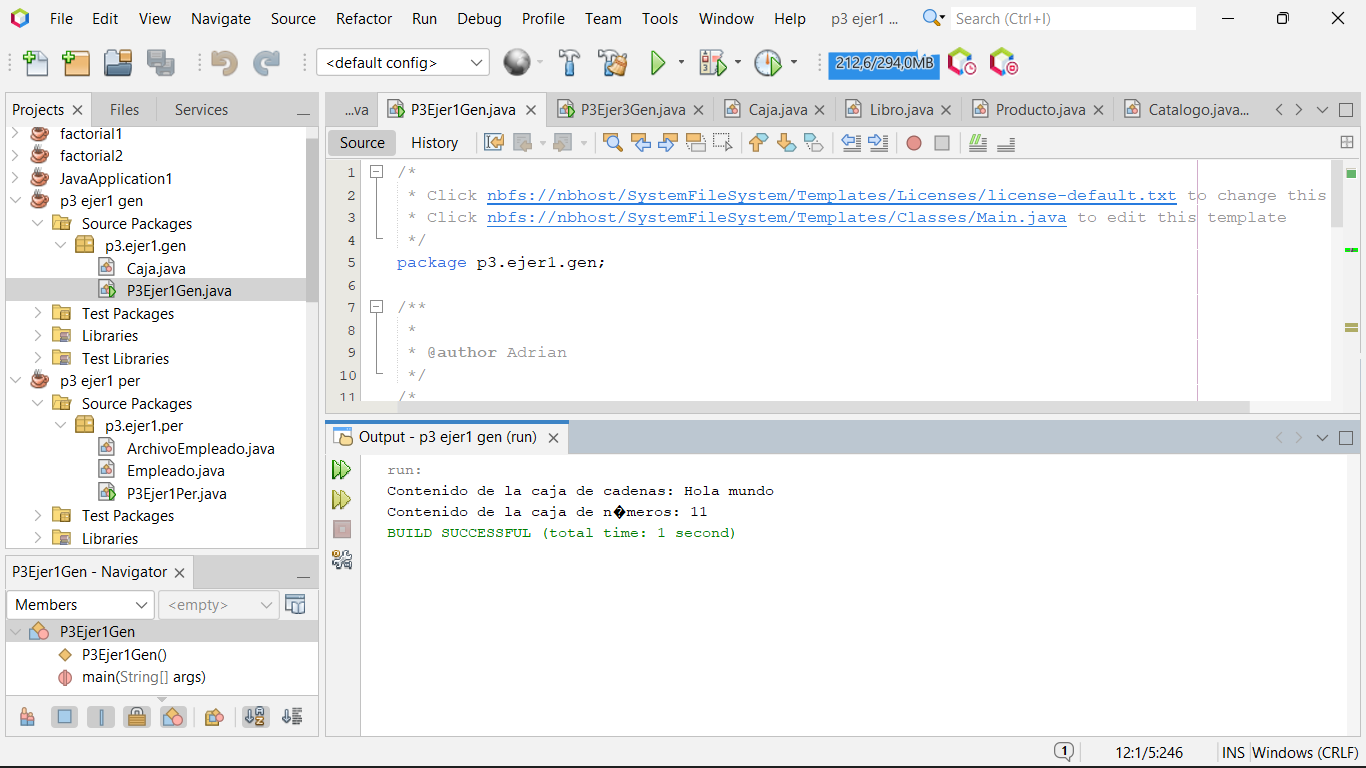 File Edit View Navigate Source Refactor Run Debug Profile Team Tools Window Help p3 ejer1 ... Search (Ctrl+I)
<default config> 212,6/294,0MB
Projects Files Services
factorial1
factorial2
JavaApplication1
p3 ejer1 gen
Source Packages
p3.ejer1.gen
Caja.java
P3Ejer1Gen.java
Test Packages
Libraries
Test Libraries
p3 ejer1 per
Source Packages
p3.ejer1.per
ArchivoEmpleado.java
Empleado.java
P3Ejer1Per.java
Test Packages
Libraries
P3Ejer1Gen - Navigator
Members <empty>
P3Ejer1Gen
P3Ejer1Gen()
main(String[] args)
...va P3Ejer1Gen.java P3Ejer3Gen.java Caja.java Libro.java Producto.java Catalogo.java...
Source History
1 /*
2 * Click nbfs://nbhost/SystemFileSystem/Templates/Licenses/license-default.txt to change this
3 * Click nbfs://nbhost/SystemFileSystem/Templates/Classes/Main.java to edit this template
4 */
5 package p3.ejer1.gen;
6
7 /**
8 *
9 * @author Adrian
10 */
11 /*
Output - p3 ejer1 gen (run)
run:
Contenido de la caja de cadenas: Hola mundo
Contenido de la caja de n�meros: 11
BUILD SUCCESSFUL (total time: 1 second)
1 12:1/5:246 INS Windows (CRLF)